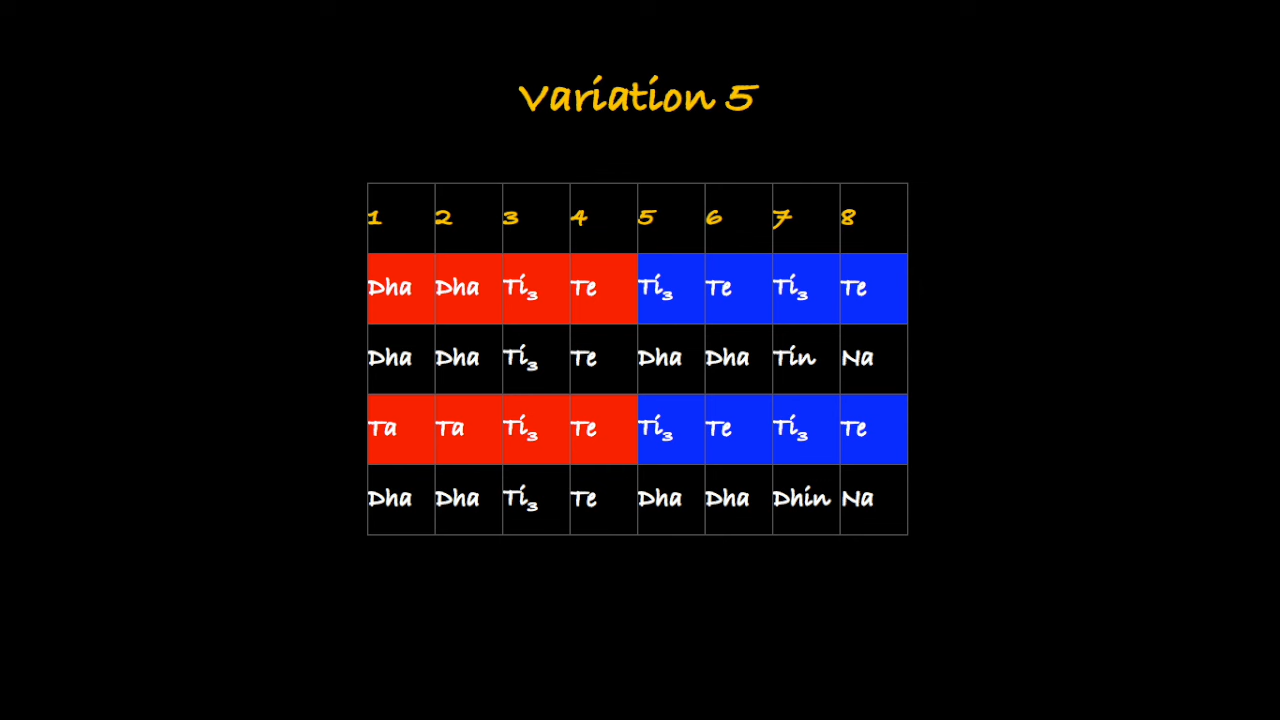 Variation 5
1 2 3 4 5 6 7 8
Dha Dha Ti₃ Te Ti₃ Te Ti₃ Te
Dha Dha Ti₃ Te Dha Dha Tin Na
Ta Ta Ti₃ Te Ti₃ Te Ti₃ Te
Dha Dha Ti₃ Te Dha Dha Dhin Na